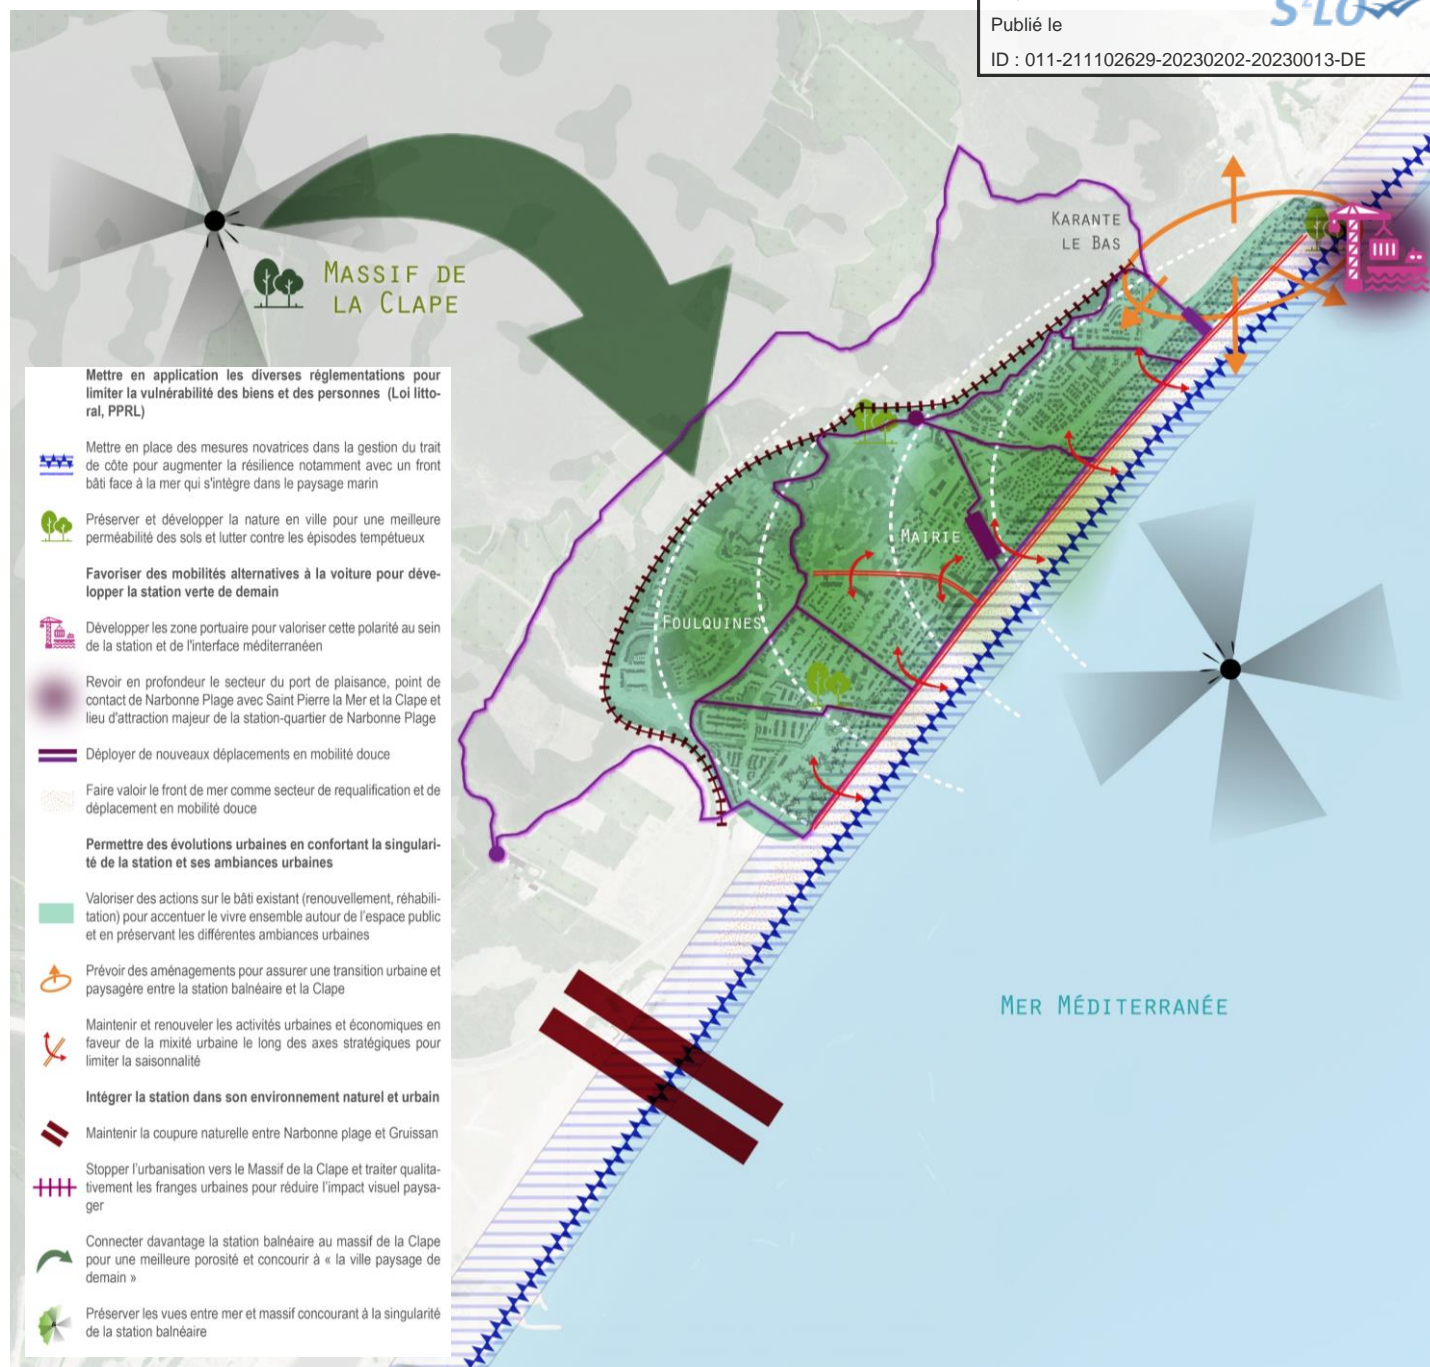 S²LO
Publié le
ID : 011-211102629-20230202-20230013-DE
KARANTE
LE BAS
MASSIF DE
LA CLAPE
MAIRIE
FOULQUINES
MER MÉDITERRANÉE
Mettre en application les diverses réglementations pour
limiter la vulnérabilité des biens et des personnes (Loi litto-
ral, PPRL)
Mettre en place des mesures novatrices dans la gestion du trait
de côte pour augmenter la résilience notamment avec un front
bâti face à la mer qui s'intègre dans le paysage marin
Préserver et développer la nature en ville pour une meilleure
perméabilité des sols et lutter contre les épisodes tempétueux
Favoriser des mobilités alternatives à la voiture pour déve-
lopper la station verte de demain
Développer les zone portuaire pour valoriser cette polarité au sein
de la station et de l'interface méditerranéen
Revoir en profondeur le secteur du port de plaisance, point de
contact de Narbonne Plage avec Saint Pierre la Mer et la Clape et
lieu d'attraction majeur de la station-quartier de Narbonne Plage
Déployer de nouveaux déplacements en mobilité douce
Faire valoir le front de mer comme secteur de requalification et de
déplacement en mobilité douce
Permettre des évolutions urbaines en confortant la singulari-
té de la station et ses ambiances urbaines
Valoriser des actions sur le bâti existant (renouvellement, réhabili-
tation) pour accentuer le vivre ensemble autour de l'espace public
et en préservant les différentes ambiances urbaines
Prévoir des aménagements pour assurer une transition urbaine et
paysagère entre la station balnéaire et la Clape
Maintenir et renouveler les activités urbaines et économiques en
faveur de la mixité urbaine le long des axes stratégiques pour
limiter la saisonnalité
Intégrer la station dans son environnement naturel et urbain
Maintenir la coupure naturelle entre Narbonne plage et Gruissan
Stopper l'urbanisation vers le Massif de la Clape et traiter qualita-
tivement les franges urbaines pour réduire l'impact visuel paysa-
ger
Connecter davantage la station balnéaire au massif de la Clape
pour une meilleure porosité et concourir à « la ville paysage de
demain »
Préserver les vues entre mer et massif concourant à la singularité
de la station balnéaire